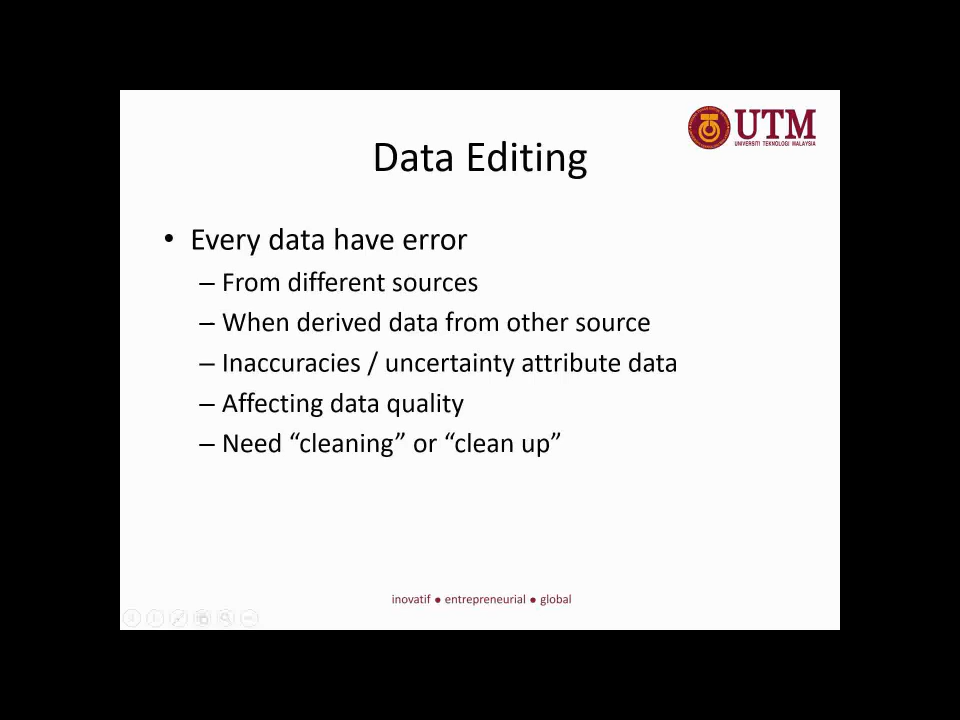 UTM
UNIVERSITI TEKNOLOGI MALAYSIA
Data Editing
• Every data have error
– From different sources
– When derived data from other source
– Inaccuracies / uncertainty attribute data
– Affecting data quality
– Need “cleaning” or “clean up”
inovatif ● entrepreneurial ● global